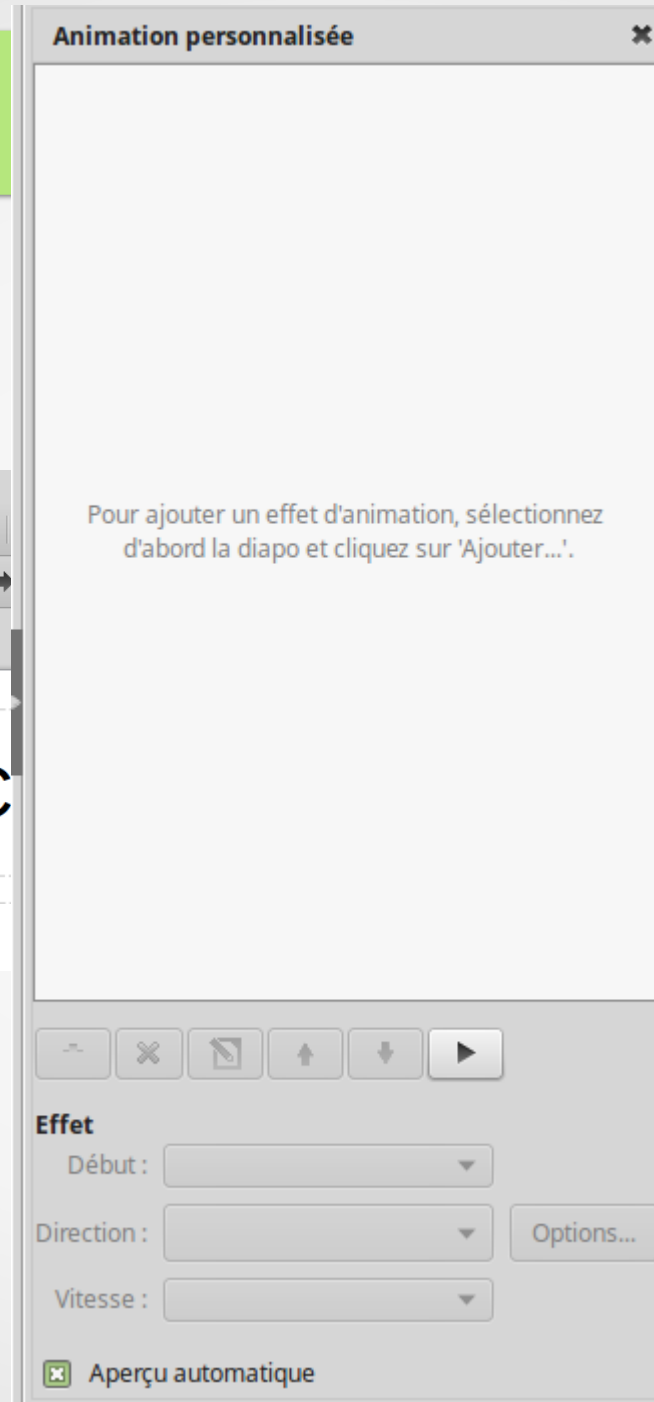 Animation personnalisée
Pour ajouter un effet d'animation, sélectionnez
d'abord la diapo et cliquez sur 'Ajouter...'.
Effet
Début :
Direction :
Options...
Vitesse :
Aperçu automatique